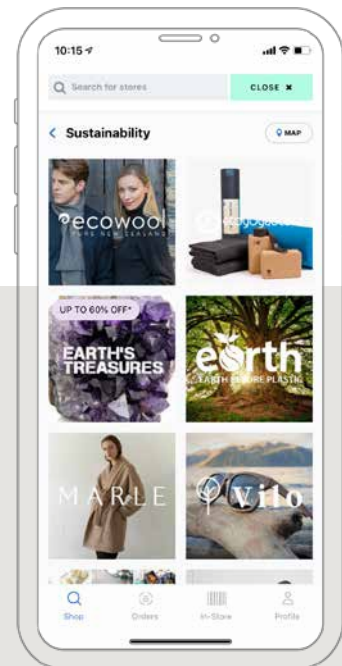 10:15
Search for stores
CLOSE ✖
Sustainability
MAP
ecowool
PURE NEW ZEALAND
UP TO 60% OFF*
EARTH'S
TREASURES
eàrth
EARTH BEFORE PLASTIC
MARLE
Vilo
Shop
Orders
In-Store
Profile